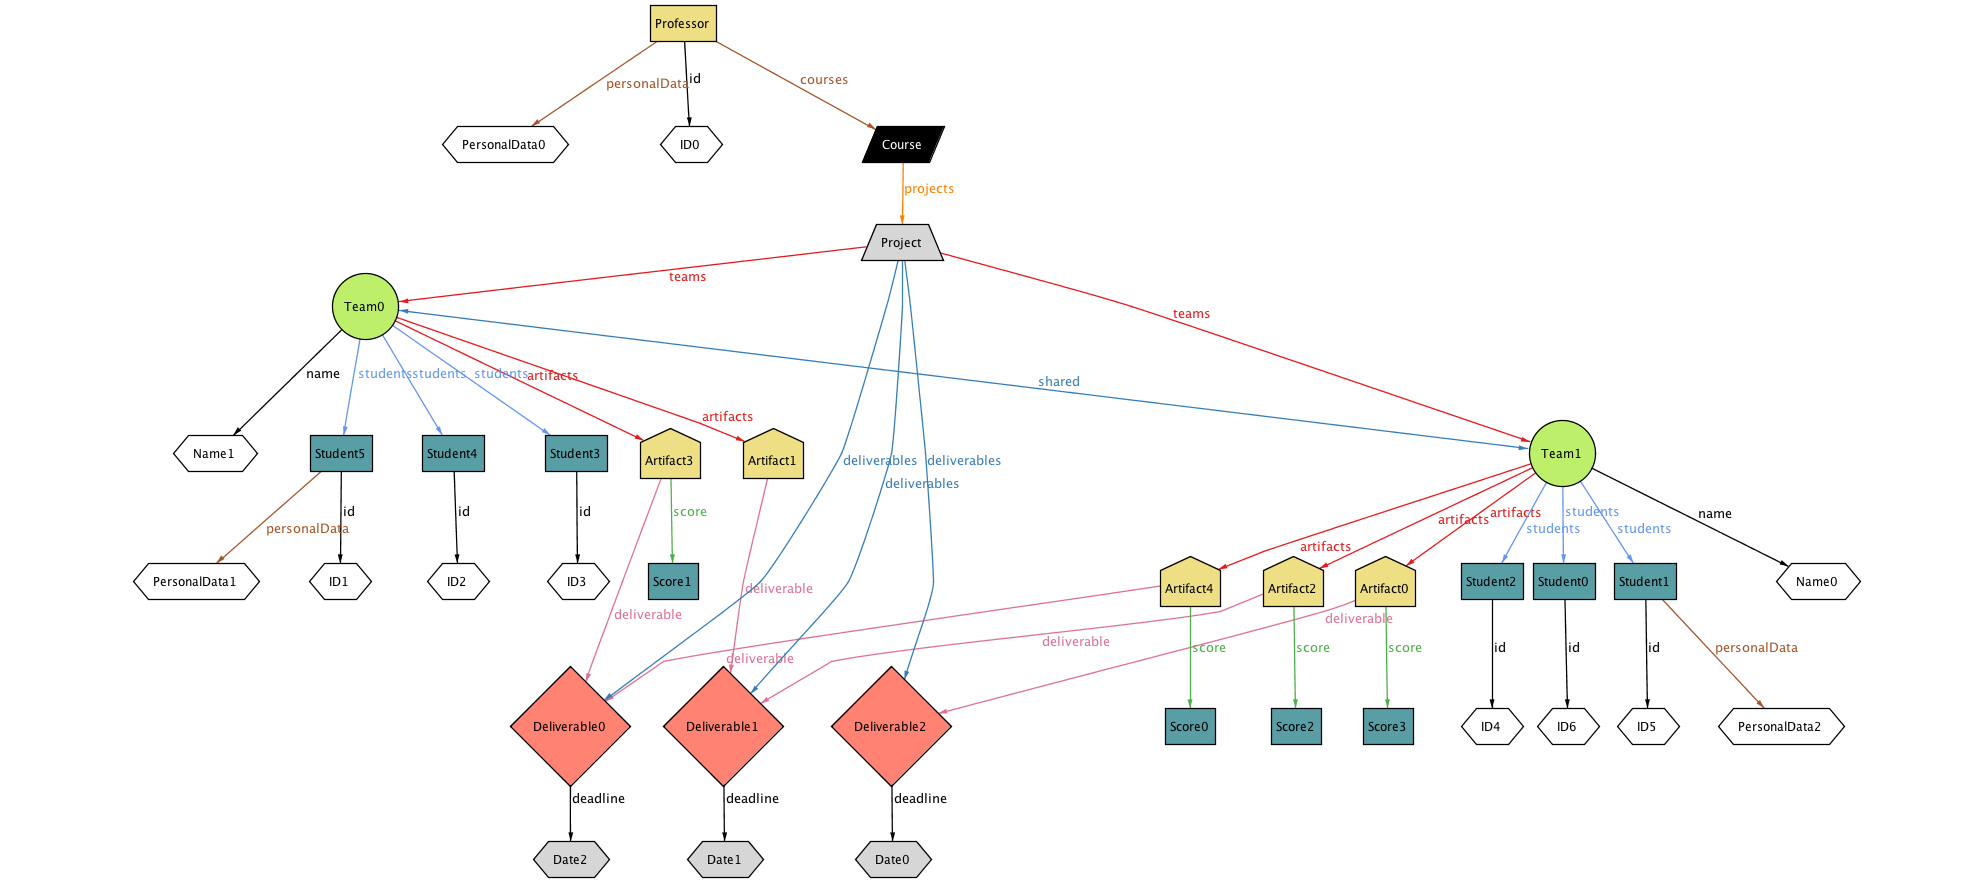 Professor
personalData
id
courses
PersonalData0
ID0
Course
projects
Project
teams
Team0
teams
shared
name
students
students
students
artifacts
artifacts
Name1
Student5
Student4
Student3
Artifact3
Artifact1
deliverables
deliverables
deliverables
Team1
personalData
id
id
id
score
artifacts
artifacts
artifacts
students
students
students
name
PersonalData1
ID1
ID2
ID3
Score1
deliverable
deliverable
Artifact4
Artifact2
Artifact0
Student2
Student0
Student1
Name0
deliverable
deliverable
deliverable
score
score
score
id
id
id
personalData
Deliverable0
Deliverable1
Deliverable2
Score0
Score2
Score3
ID4
ID6
ID5
PersonalData2
deadline
deadline
deadline
Date2
Date1
Date0